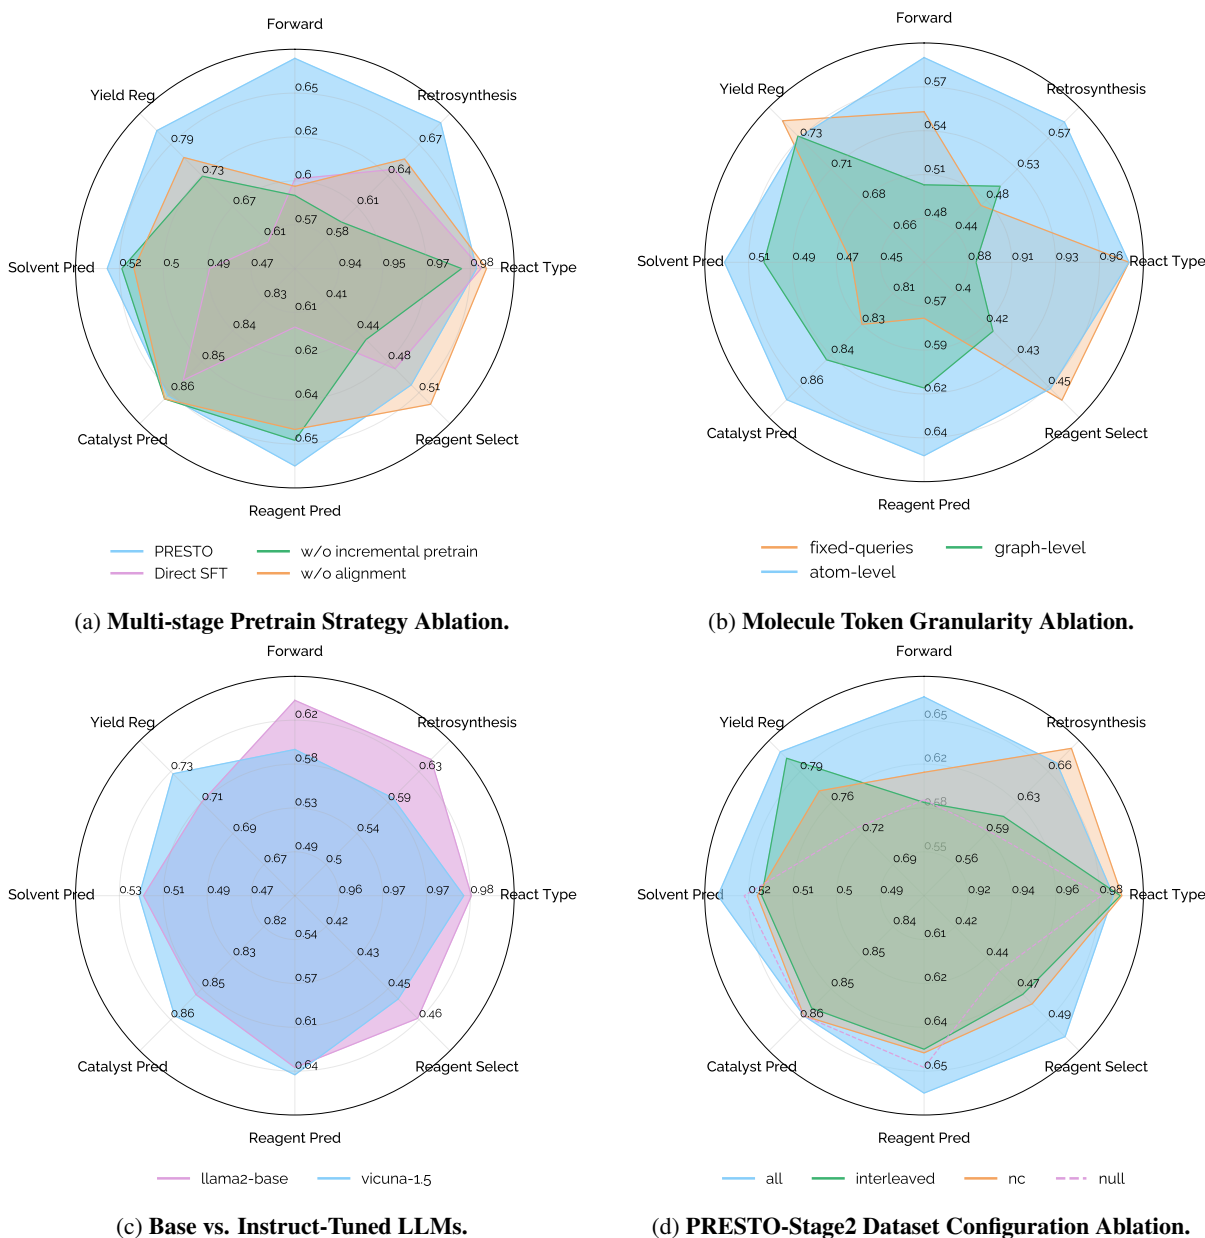 Forward
Yield Reg
Retrosynthesis
Solvent Pred
React Type
Catalyst Pred
Reagent Select
Reagent Pred
0.65
0.62
0.6
0.57
0.67
0.64
0.61
0.58
0.79
0.73
0.67
0.61
0.52
0.5
0.49
0.47
0.94
0.95
0.97
0.98
0.83
0.84
0.85
0.86
0.61
0.62
0.64
0.65
0.41
0.44
0.48
0.51
PRESTO
w/o incremental pretrain
Direct SFT
w/o alignment
(a) Multi-stage Pretrain Strategy Ablation.
Forward
Yield Reg
Retrosynthesis
Solvent Pred
React Type
Catalyst Pred
Reagent Select
Reagent Pred
0.57
0.54
0.51
0.48
0.57
0.53
0.48
0.44
0.73
0.71
0.68
0.66
0.51
0.49
0.47
0.45
0.88
0.91
0.93
0.96
0.81
0.83
0.84
0.86
0.57
0.59
0.62
0.64
0.4
0.42
0.43
0.45
fixed-queries
graph-level
atom-level
(b) Molecule Token Granularity Ablation.
Forward
Yield Reg
Retrosynthesis
Solvent Pred
React Type
Catalyst Pred
Reagent Select
Reagent Pred
0.62
0.58
0.53
0.49
0.63
0.59
0.54
0.5
0.73
0.71
0.69
0.67
0.53
0.51
0.49
0.47
0.96
0.97
0.97
0.98
0.82
0.83
0.85
0.86
0.54
0.57
0.61
0.64
0.42
0.43
0.45
0.46
llama2-base
vicuna-1.5
(c) Base vs. Instruct-Tuned LLMs.
Forward
Yield Reg
Retrosynthesis
Solvent Pred
React Type
Catalyst Pred
Reagent Select
Reagent Pred
0.65
0.62
0.58
0.55
0.66
0.63
0.59
0.56
0.79
0.76
0.72
0.69
0.52
0.51
0.5
0.49
0.92
0.94
0.96
0.98
0.84
0.85
0.85
0.86
0.61
0.62
0.64
0.65
0.42
0.44
0.47
0.49
all
interleaved
nc
null
(d) PRESTO-Stage2 Dataset Configuration Ablation.